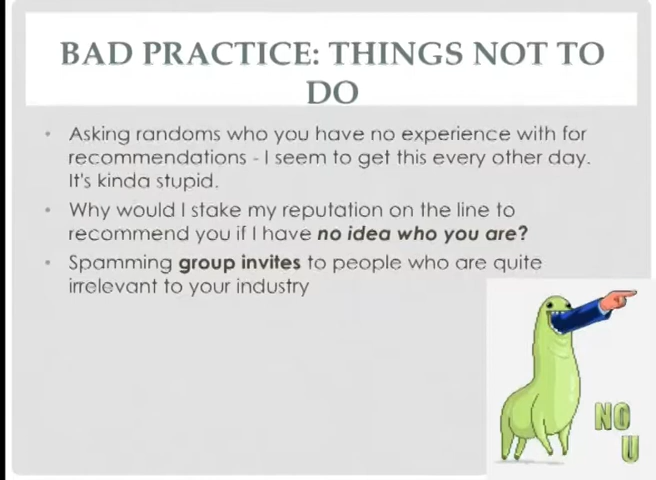 BAD PRACTICE: THINGS NOT TO
DO
• Asking randoms who you have no experience with for
recommendations - I seem to get this every other day.
It's kinda stupid.
• Why would I stake my reputation on the line to
recommend you if I have no idea who you are?
• Spamming group invites to people who are quite
irrelevant to your industry
NO
U